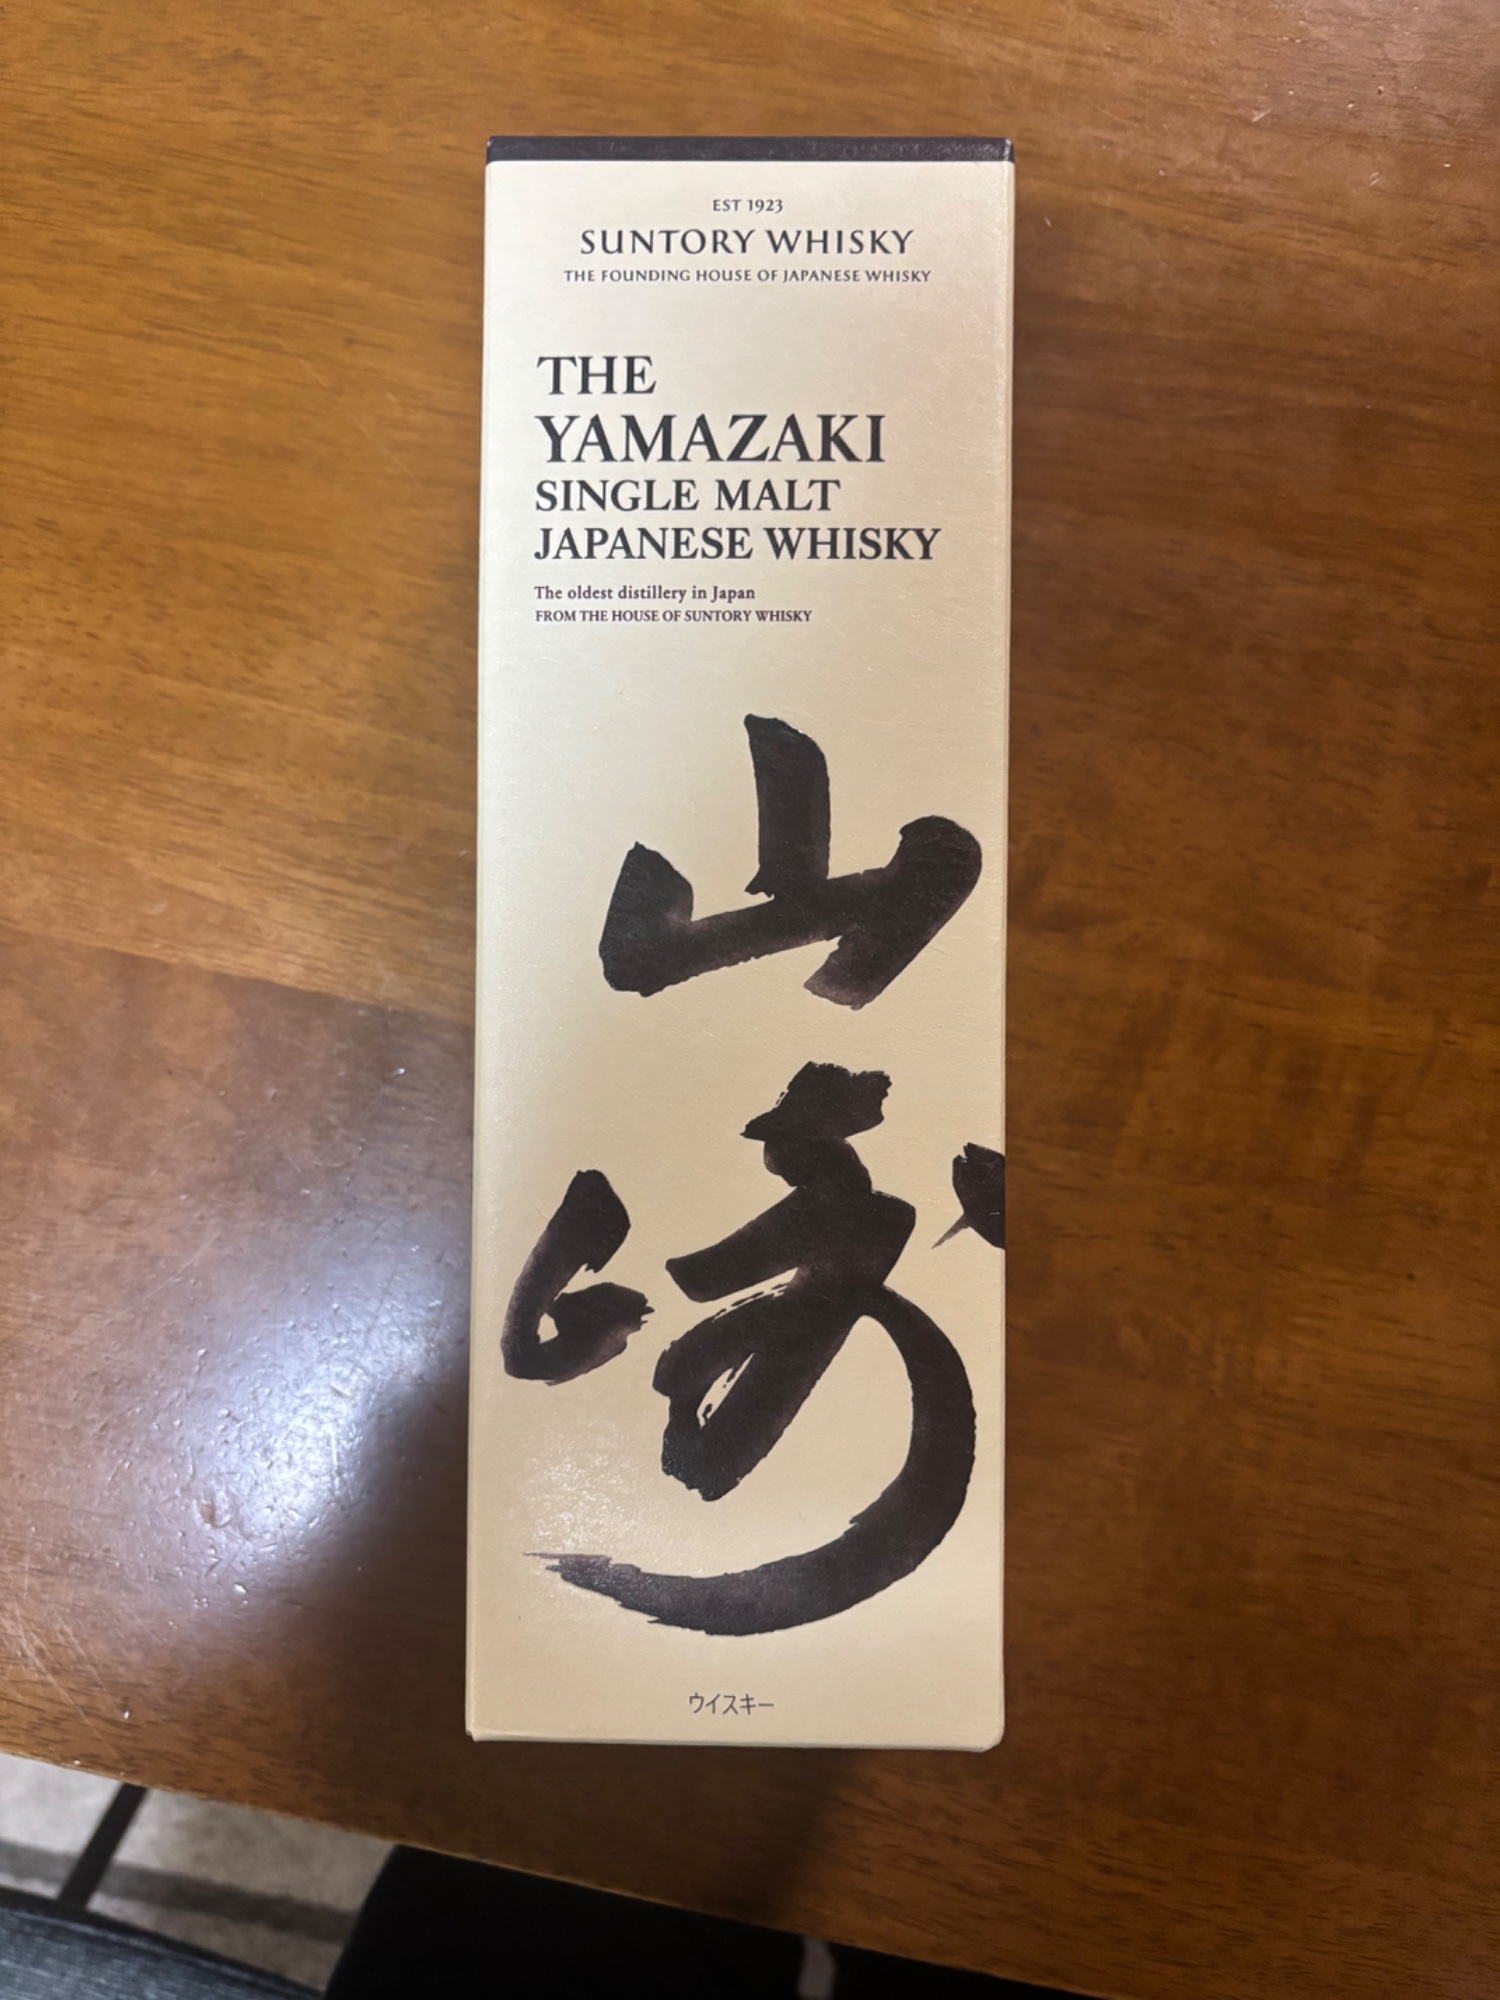 EST 1923
SUNTORY WHISKY
THE FOUNDING HOUSE OF JAPANESE WHISKY
THE
YAMAZAKI
SINGLE MALT
JAPANESE WHISKY
The oldest distillery in Japan
FROM THE HOUSE OF SUNTORY WHISKY
山
崎
ウイスキー